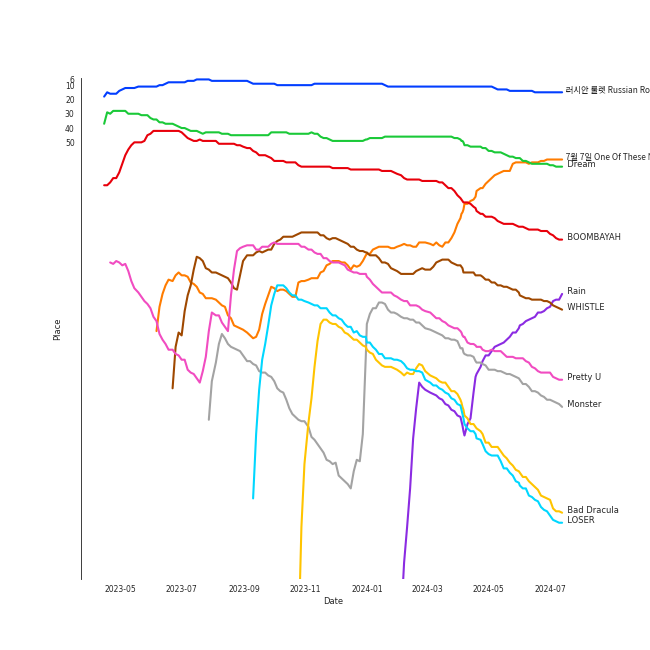 6
10
20
30
40
50
Place
러시안 룰렛 Russian Ro
7월 7일 One Of These N
Dream
BOOMBAYAH
Rain
WHISTLE
Pretty U
Monster
Bad Dracula
LOSER
2023-05 2023-07 2023-09 2023-11 2024-01 2024-03 2024-05 2024-07
Date